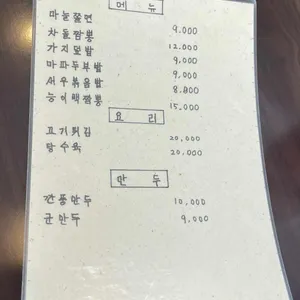 메뉴
마늘쫄면 9.000
차돌짬뽕 12.000
가지덮밥 9,000
마파두부밥 9,000
새우볶음밥 8.800
능이백짬뽕 15,000
요리
고기튀김 20,000
탕수육 20.000
만두
깐풍만두 10,000
군만두 9,000